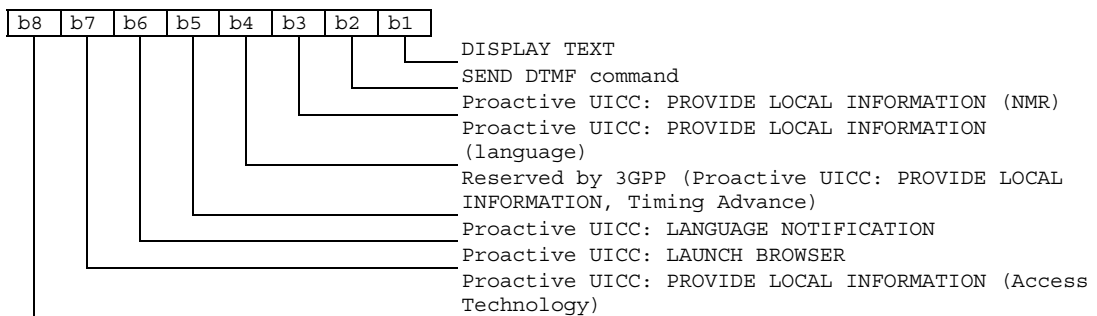 b8 b7 b6 b5 b4 b3 b2 b1
DISPLAY TEXT
SEND DTMF command
Proactive UICC: PROVIDE LOCAL INFORMATION (NMR)
Proactive UICC: PROVIDE LOCAL INFORMATION
(language)
Reserved by 3GPP (Proactive UICC: PROVIDE LOCAL
INFORMATION, Timing Advance)
Proactive UICC: LANGUAGE NOTIFICATION
Proactive UICC: LAUNCH BROWSER
Proactive UICC: PROVIDE LOCAL INFORMATION (Access
Technology)